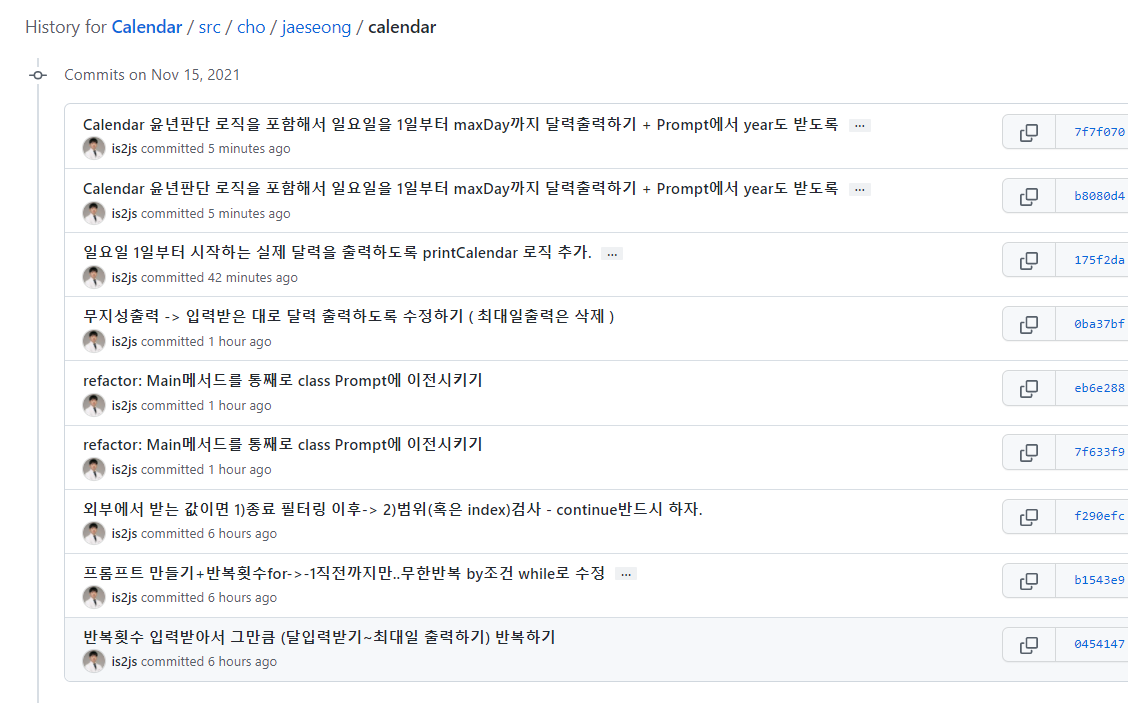 History for Calendar / src / cho / jaeseong / calendar
Commits on Nov 15, 2021
Calendar 윤년판단 로직을 포함해서 일요일을 1일부터 maxDay까지 달력출력하기 + Prompt에서 year도 받도록 ...
7f7f070
is2js committed 5 minutes ago
Calendar 윤년판단 로직을 포함해서 일요일을 1일부터 maxDay까지 달력출력하기 + Prompt에서 year도 받도록 ...
b8080d4
is2js committed 5 minutes ago
일요일 1일부터 시작하는 실제 달력을 출력하도록 printCalendar 로직 추가. ...
175f2da
is2js committed 42 minutes ago
무지성출력 -> 입력받은 대로 달력 출력하도록 수정하기 ( 최대일출력은 삭제 )
0ba37bf
is2js committed 1 hour ago
refactor: Main메서드를 통째로 class Prompt에 이전시키기
eb6e288
is2js committed 1 hour ago
refactor: Main메서드를 통째로 class Prompt에 이전시키기
7f633f9
is2js committed 1 hour ago
외부에서 받는 값이면 1)종료 필터링 이후-> 2)범위(혹은 index)검사 - continue반드시 하자.
f290efc
is2js committed 6 hours ago
프롬프트 만들기+반복횟수for->-1직전까지만..무한반복 by조건 while로 수정 ...
b1543e9
is2js committed 6 hours ago
반복횟수 입력받아서 그만큼 (달입력받기~최대일 출력하기) 반복하기
0454147
is2js committed 6 hours ago